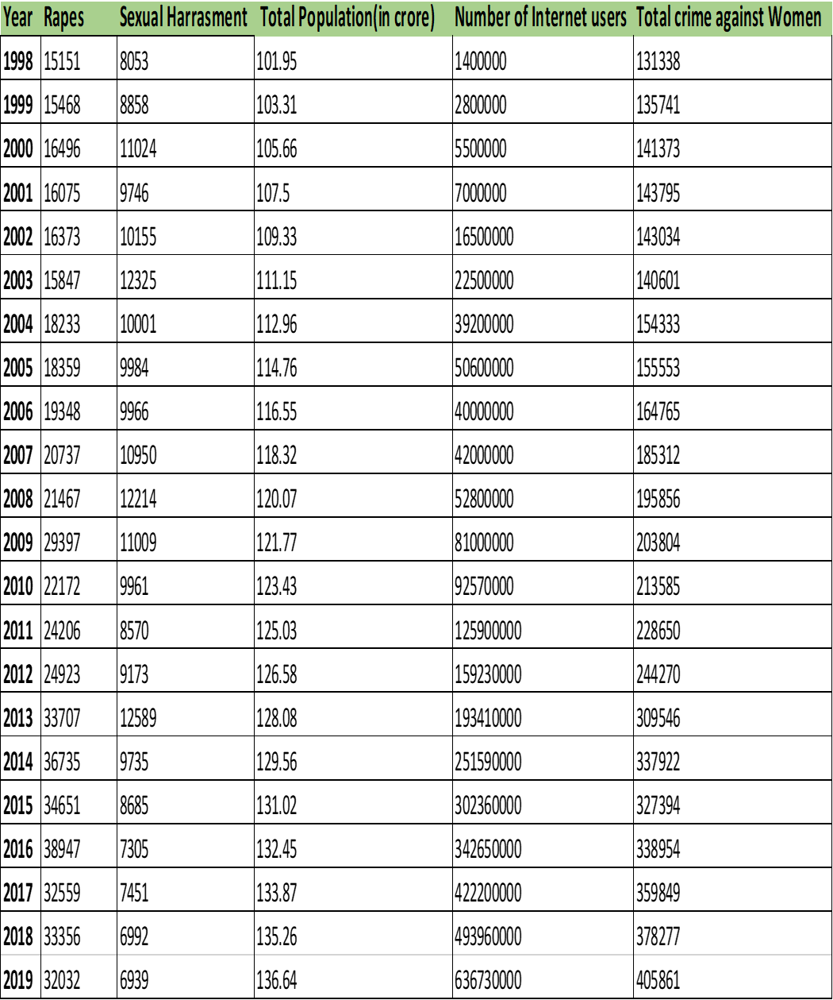 Year Rapes Sexual Harrasment Total Population(in crore) Number of Internet users Total crime against Women
1998 15151 8053 101.95 1400000 131338
1999 15468 8858 103.31 2800000 135741
2000 16496 11024 105.66 5500000 141373
2001 16075 9746 107.5 7000000 143795
2002 16373 10155 109.33 16500000 143034
2003 15847 12325 111.15 22500000 140601
2004 18233 10001 112.96 39200000 154333
2005 18359 9984 114.76 50600000 155553
2006 19348 9966 116.55 40000000 164765
2007 20737 10950 118.32 42000000 185312
2008 21467 12214 120.07 52800000 195856
2009 29397 11009 121.77 81000000 203804
2010 22172 9961 123.43 92570000 213585
2011 24206 8570 125.03 125900000 228650
2012 24923 9173 126.58 159230000 244270
2013 33707 12589 128.08 193410000 309546
2014 36735 9735 129.56 251590000 337922
2015 34651 8685 131.02 302360000 327394
2016 38947 7305 132.45 342650000 338954
2017 32559 7451 133.87 422200000 359849
2018 33356 6992 135.26 493960000 378277
2019 32032 6939 136.64 636730000 405861